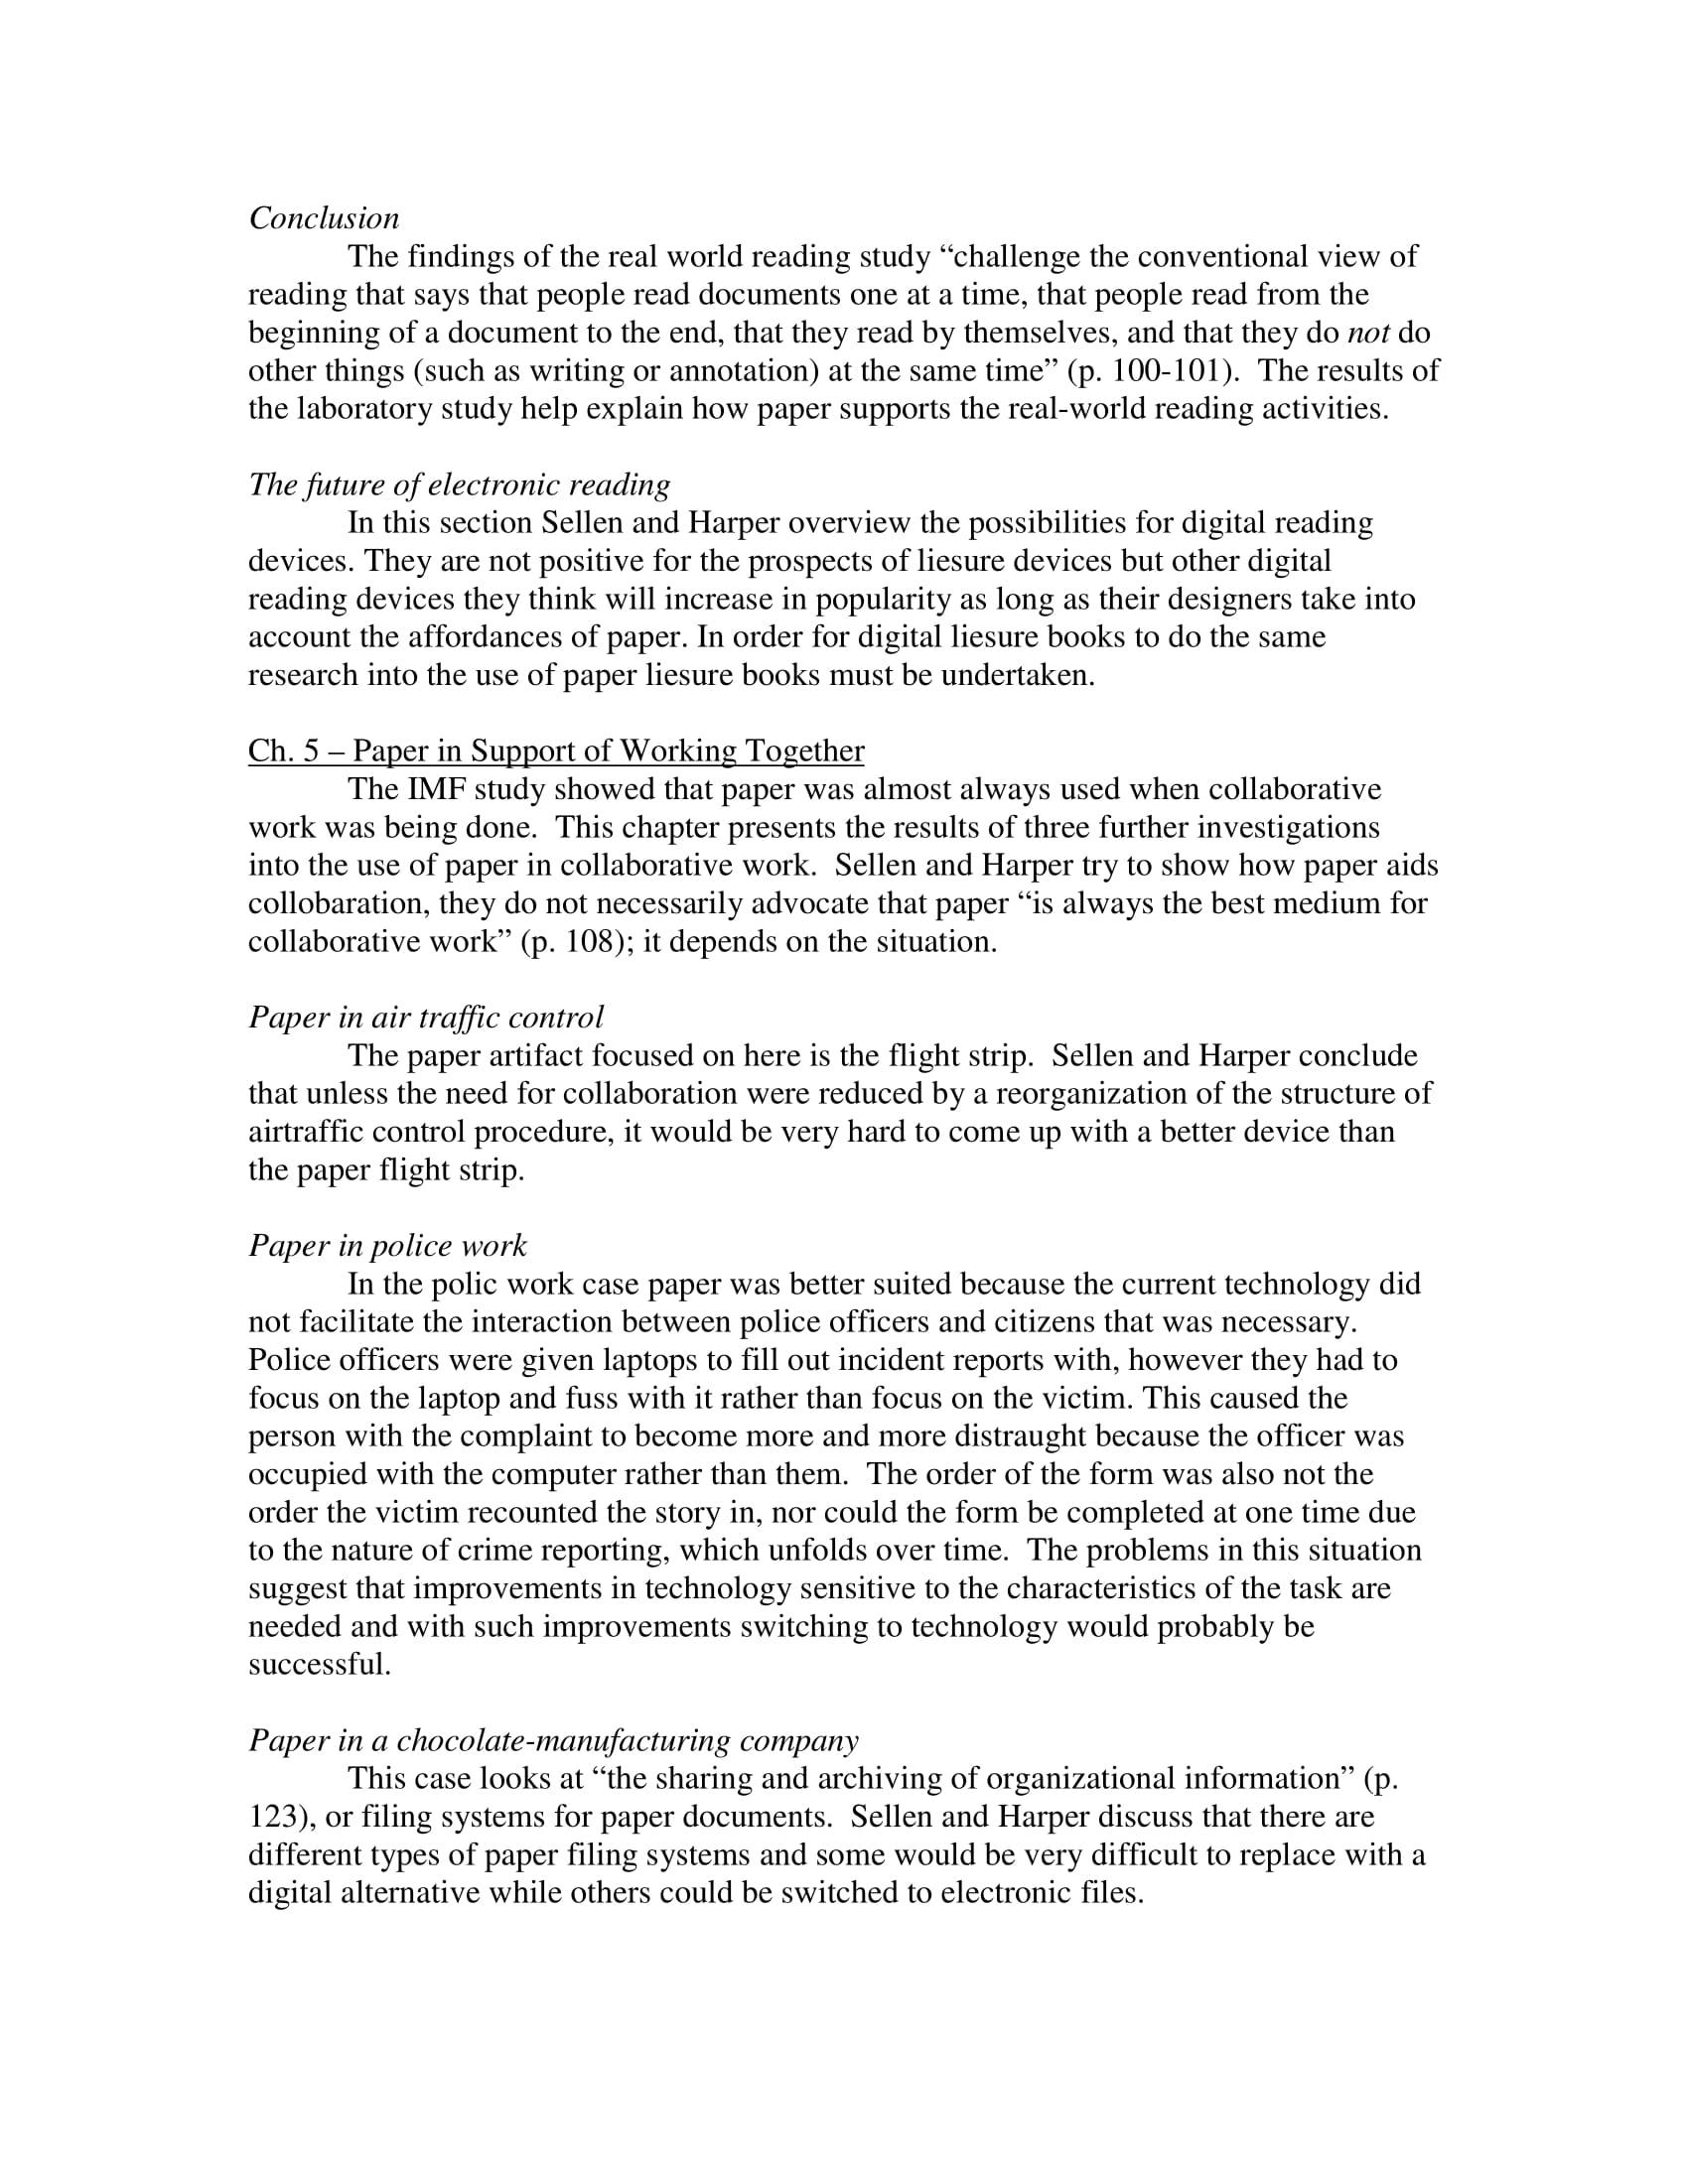 Conclusion
The findings of the real world reading study “challenge the conventional view of
reading that says that people read documents one at a time, that people read from the
beginning of a document to the end, that they read by themselves, and that they do not do
other things (such as writing or annotation) at the same time” (p. 100-101).  The results of
the laboratory study help explain how paper supports the real-world reading activities.
The future of electronic reading
In this section Sellen and Harper overview the possibilities for digital reading
devices. They are not positive for the prospects of liesure devices but other digital
reading devices they think will increase in popularity as long as their designers take into
account the affordances of paper. In order for digital liesure books to do the same
research into the use of paper liesure books must be undertaken.
Ch. 5 – Paper in Support of Working Together
The IMF study showed that paper was almost always used when collaborative
work was being done.  This chapter presents the results of three further investigations
into the use of paper in collaborative work.  Sellen and Harper try to show how paper aids
collobaration, they do not necessarily advocate that paper “is always the best medium for
collaborative work” (p. 108); it depends on the situation.
Paper in air traffic control
The paper artifact focused on here is the flight strip.  Sellen and Harper conclude
that unless the need for collaboration were reduced by a reorganization of the structure of
airtraffic control procedure, it would be very hard to come up with a better device than
the paper flight strip.
Paper in police work
In the polic work case paper was better suited because the current technology did
not facilitate the interaction between police officers and citizens that was necessary.
Police officers were given laptops to fill out incident reports with, however they had to
focus on the laptop and fuss with it rather than focus on the victim. This caused the
person with the complaint to become more and more distraught because the officer was
occupied with the computer rather than them.  The order of the form was also not the
order the victim recounted the story in, nor could the form be completed at one time due
to the nature of crime reporting, which unfolds over time.  The problems in this situation
suggest that improvements in technology sensitive to the characteristics of the task are
needed and with such improvements switching to technology would probably be
successful.
Paper in a chocolate-manufacturing company
This case looks at “the sharing and archiving of organizational information” (p.
123), or filing systems for paper documents.  Sellen and Harper discuss that there are
different types of paper filing systems and some would be very difficult to replace with a
digital alternative while others could be switched to electronic files.